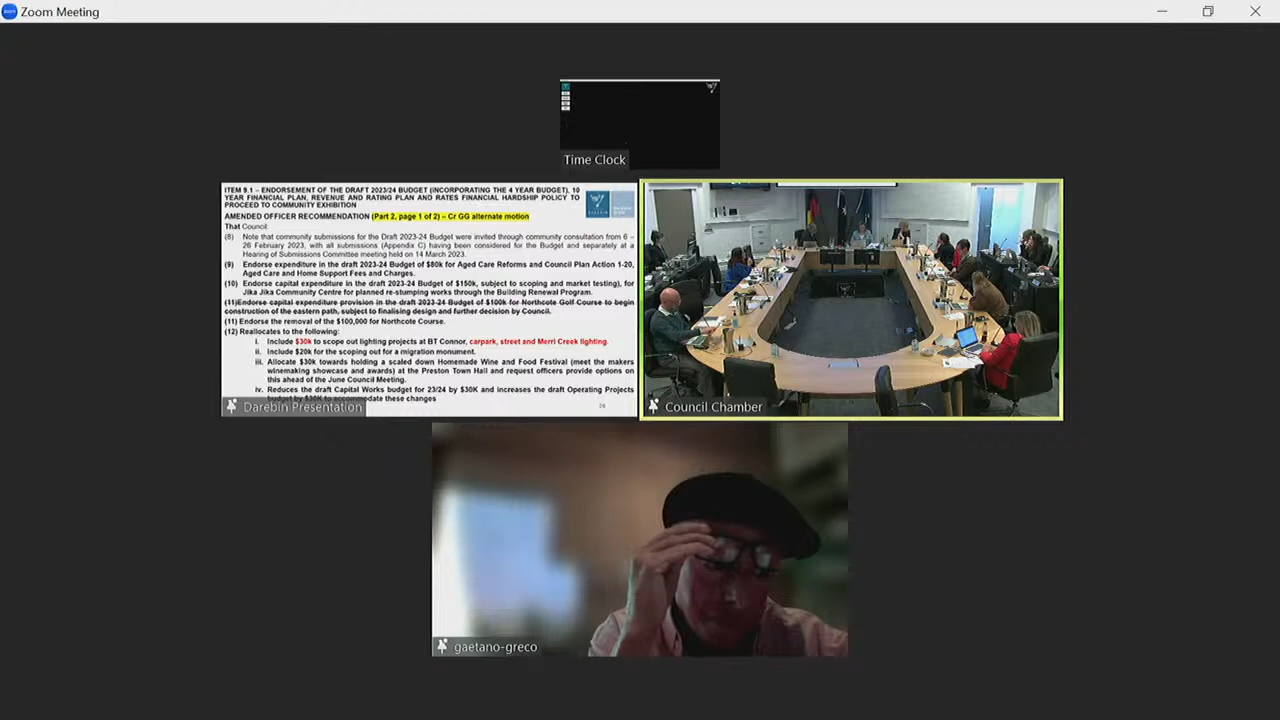 zoom
Zoom Meeting
Time Clock
ITEM 9.1 – ENDORSEMENT OF THE DRAFT 2023/24 BUDGET (INCORPORATING THE 4 YEAR BUDGET), 10
YEAR FINANCIAL PLAN, REVENUE AND RATING PLAN AND RATES FINANCIAL HARDSHIP POLICY TO
PROCEED TO COMMUNITY EXHIBITION
AMENDED OFFICER RECOMMENDATION (Part 2, page 1 of 2) – Cr GG alternate motion
That Council:
(8) Note that community submissions for the Draft 2023-24 Budget were invited through community consultation from 6 –
26 February 2023, with all submissions (Appendix C) having been considered for the Budget and separately at a
Hearing of Submissions Committee meeting held on 14 March 2023.
(9) Endorse expenditure in the draft 2023-24 Budget of $80k for Aged Care Reforms and Council Plan Action 1-20,
Aged Care and Home Support Fees and Charges.
(10) Endorse capital expenditure in the draft 2023-24 Budget of $150k, subject to scoping and market testing), for
Jika Jika Community Centre for planned re-stumping works through the Building Renewal Program.
(11)Endorse capital expenditure provision in the draft 2023-24 Budget of $100k for Northcote Golf Course to begin
construction of the eastern path, subject to finalising design and further decision by Council.
(11) Endorse the removal of the $100,000 for Northcote Course.
(12) Reallocates to the following:
i. Include $30k to scope out lighting projects at BT Connor, carpark, street and Merri Creek lighting.
ii. Include $20k for the scoping out for a migration monument.
iii. Allocate $30k towards holding a scaled down Homemade Wine and Food Festival (meet the makers
winemaking showcase and awards) at the Preston Town Hall and request officers provide options on
this ahead of the June Council Meeting.
iv. Reduces the draft Capital Works budget for 23/24 by $30K and increases the draft Operating Projects
budget by $30K to accommodate these changes
Darebin Presentation
Council Chamber
gaetano-greco